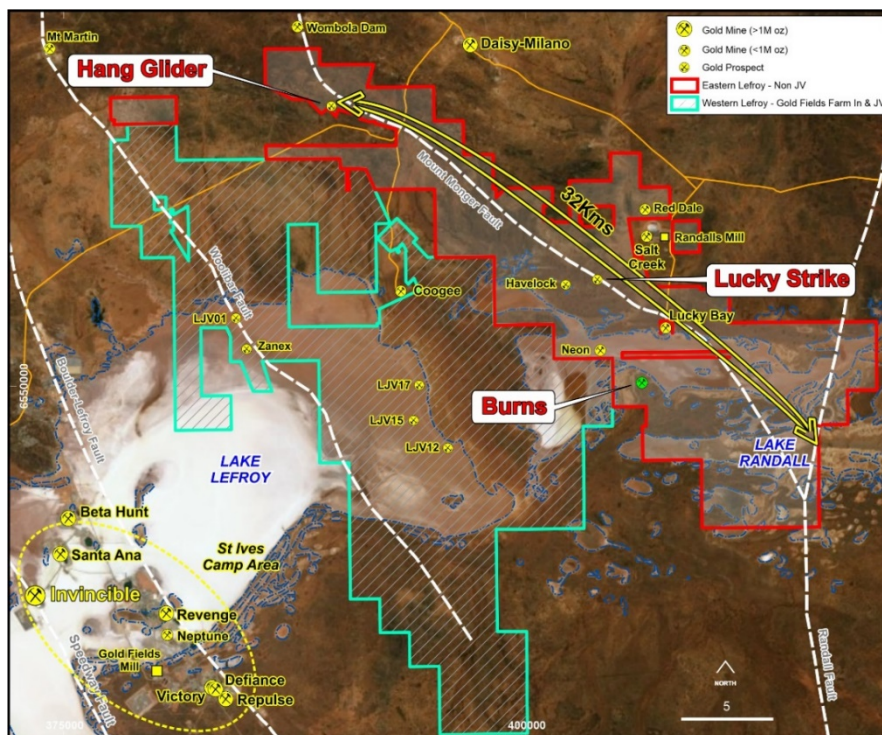 Mt Martin
Wombola Dam
Daisy-Milano
Hang Glider
Gold Mine (>1M oz)
Gold Mine (<1M oz)
Gold Prospect
Eastern Lefroy - Non JV
Western Lefroy - Gold Fields Farm In & JV
Mount Monger Fault
32Kms
Red Dale
Randalls Mill
Salt
Creek
Lucky Strike
Havelock
Coogee
Woolibar Fault
LJV01
Zanex
Lucky Bay
Neon
Burns
LJV17
LJV15
LJV12
6550000
Boulder-Lefroy Fault
LAKE
LEFROY
LAKE
RANDALL
Beta Hunt
Santa Ana
St Ives
Camp Area
Invincible
Revenge
Neptune
Gold Fields
Mill
Defiance
Victory
Repulse
Speedway Fault
Randall Fault
NORTH
5
375000
400000